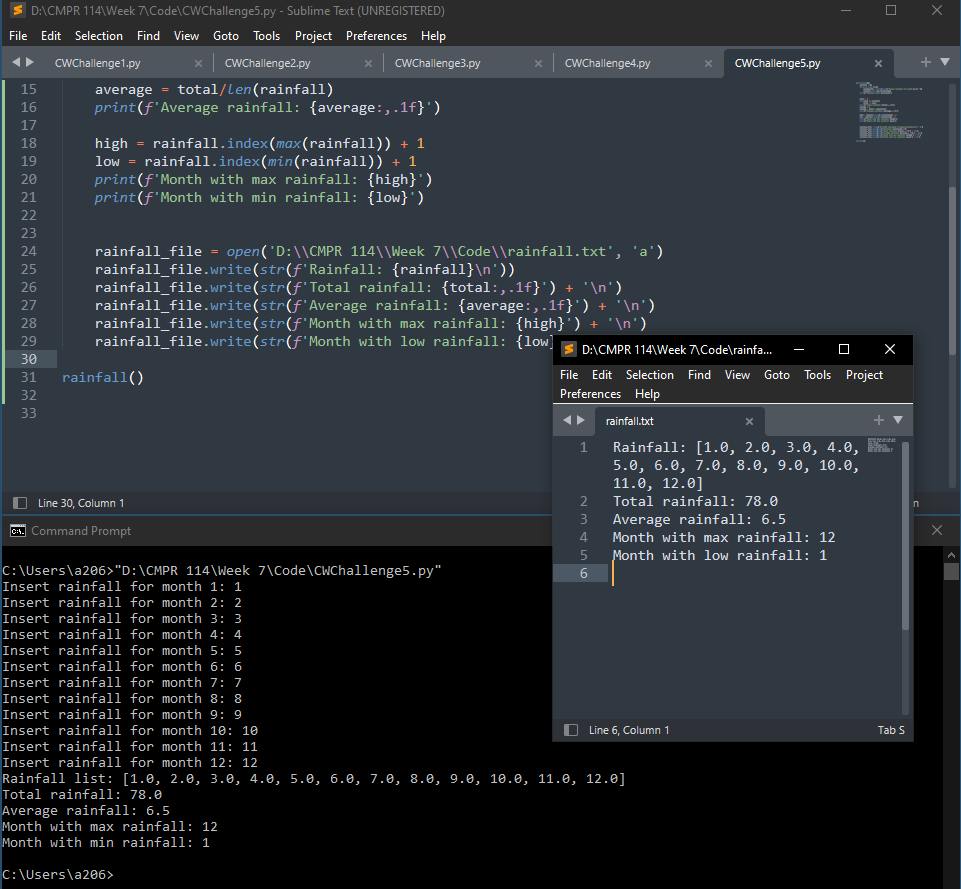 D:\CMPR 114\Week 7\Code\CWChallenge5.py - Sublime Text (UNREGISTERED)
File Edit Selection Find View Goto Tools Project Preferences Help
CWChallenge1.py CWChallenge2.py CWChallenge3.py CWChallenge4.py CWChallenge5.py
15 average = total/len(rainfall)
16 print(f'Average rainfall: {average:,.1f}')
17
18 high = rainfall.index(max(rainfall)) + 1
19 low = rainfall.index(min(rainfall)) + 1
20 print(f'Month with max rainfall: {high}')
21 print(f'Month with min rainfall: {low}')
22
23
24 rainfall_file = open('D:\\CMPR 114\\Week 7\\Code\\rainfall.txt', 'a')
25 rainfall_file.write(str(f'Rainfall: {rainfall}\n'))
26 rainfall_file.write(str(f'Total rainfall: {total:,.1f}') + '\n')
27 rainfall_file.write(str(f'Average rainfall: {average:,.1f}') + '\n')
28 rainfall_file.write(str(f'Month with max rainfall: {high}') + '\n')
29 rainfall_file.write(str(f'Month with low rainfall: {low
30
31 rainfall()
32
33
Line 30, Column 1
D:\CMPR 114\Week 7\Code\rainfa...
File Edit Selection Find View Goto Tools Project
Preferences Help
rainfall.txt
1 Rainfall: [1.0, 2.0, 3.0, 4.0,
5.0, 6.0, 7.0, 8.0, 9.0, 10.0,
11.0, 12.0]
2 Total rainfall: 78.0
3 Average rainfall: 6.5
4 Month with max rainfall: 12
5 Month with low rainfall: 1
6
Line 6, Column 1 Tab S
Command Prompt
C:\Users\a206>"D:\CMPR 114\Week 7\Code\CWChallenge5.py"
Insert rainfall for month 1: 1
Insert rainfall for month 2: 2
Insert rainfall for month 3: 3
Insert rainfall for month 4: 4
Insert rainfall for month 5: 5
Insert rainfall for month 6: 6
Insert rainfall for month 7: 7
Insert rainfall for month 8: 8
Insert rainfall for month 9: 9
Insert rainfall for month 10: 10
Insert rainfall for month 11: 11
Insert rainfall for month 12: 12
Rainfall list: [1.0, 2.0, 3.0, 4.0, 5.0, 6.0, 7.0, 8.0, 9.0, 10.0, 11.0, 12.0]
Total rainfall: 78.0
Average rainfall: 6.5
Month with max rainfall: 12
Month with min rainfall: 1
C:\Users\a206>